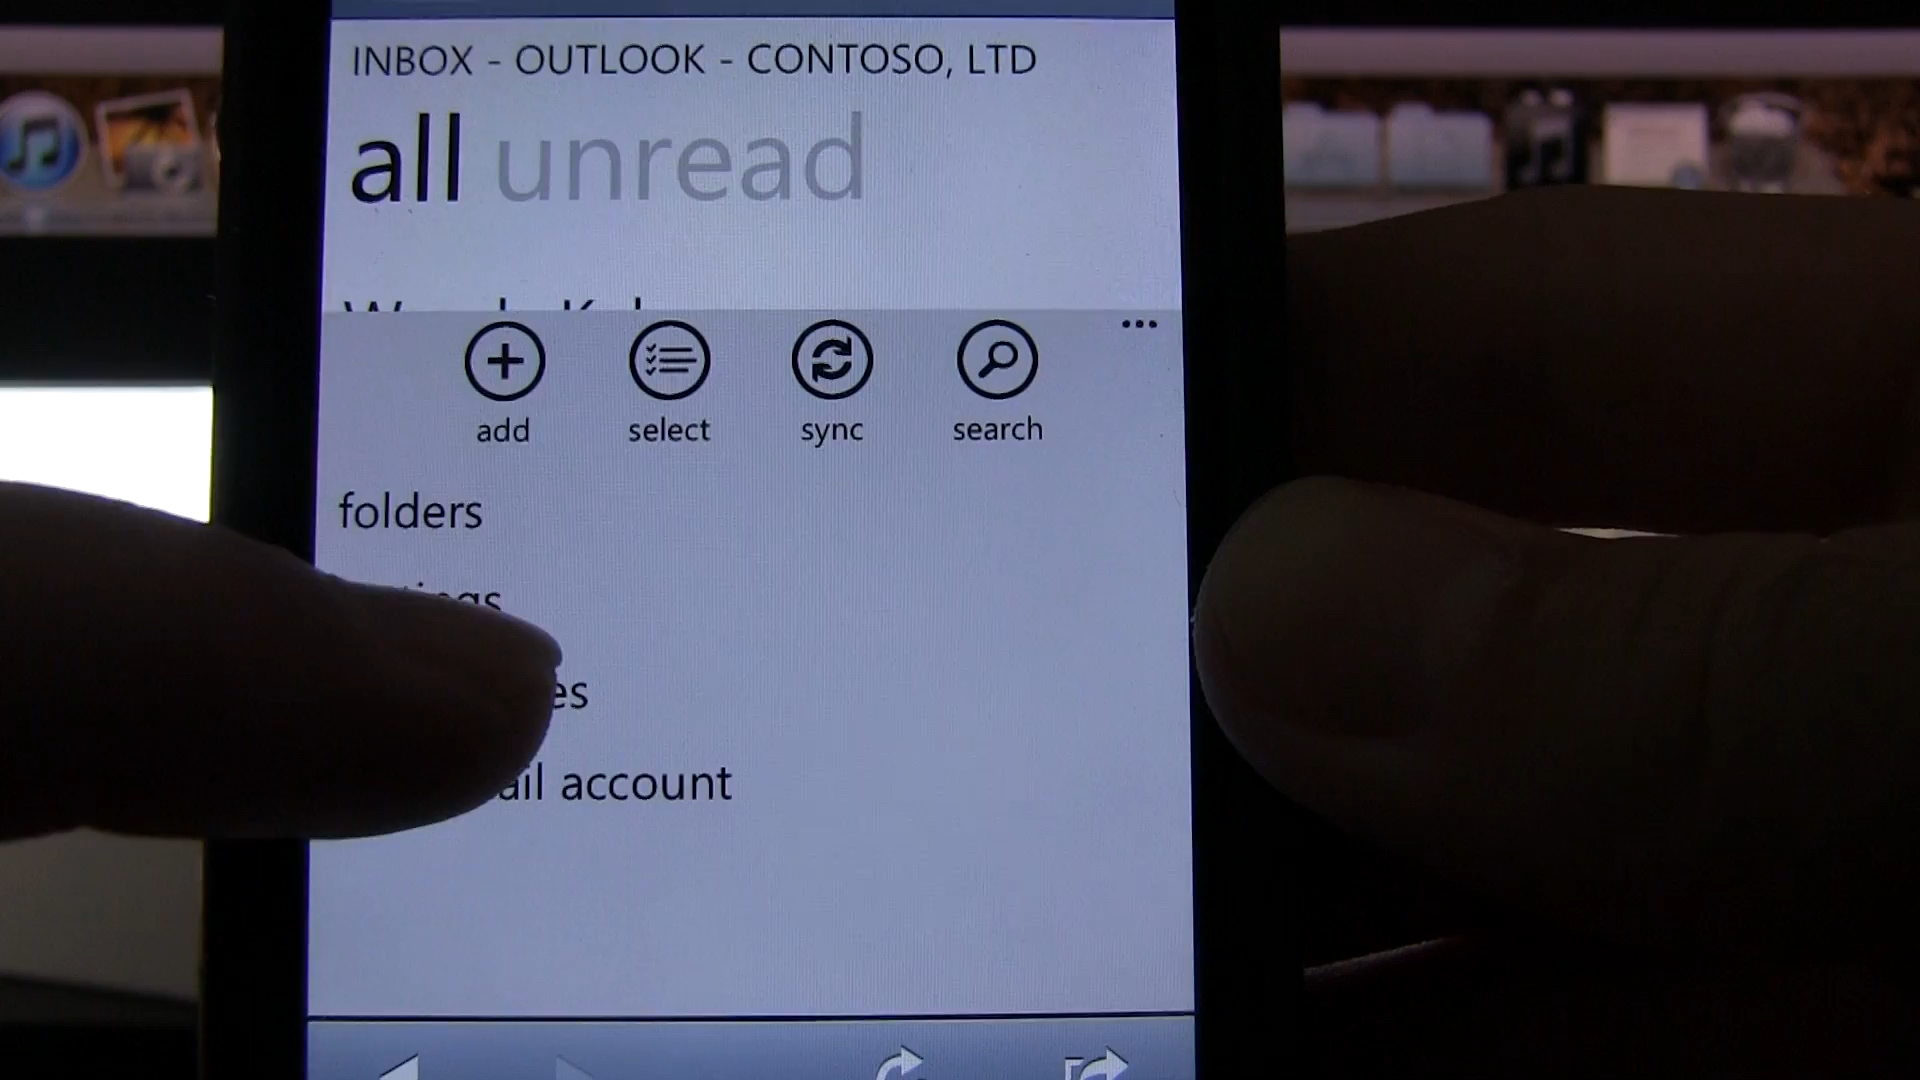 INBOX - OUTLOOK - CONTOSO, LTD
all unread
add select sync search
folders
account